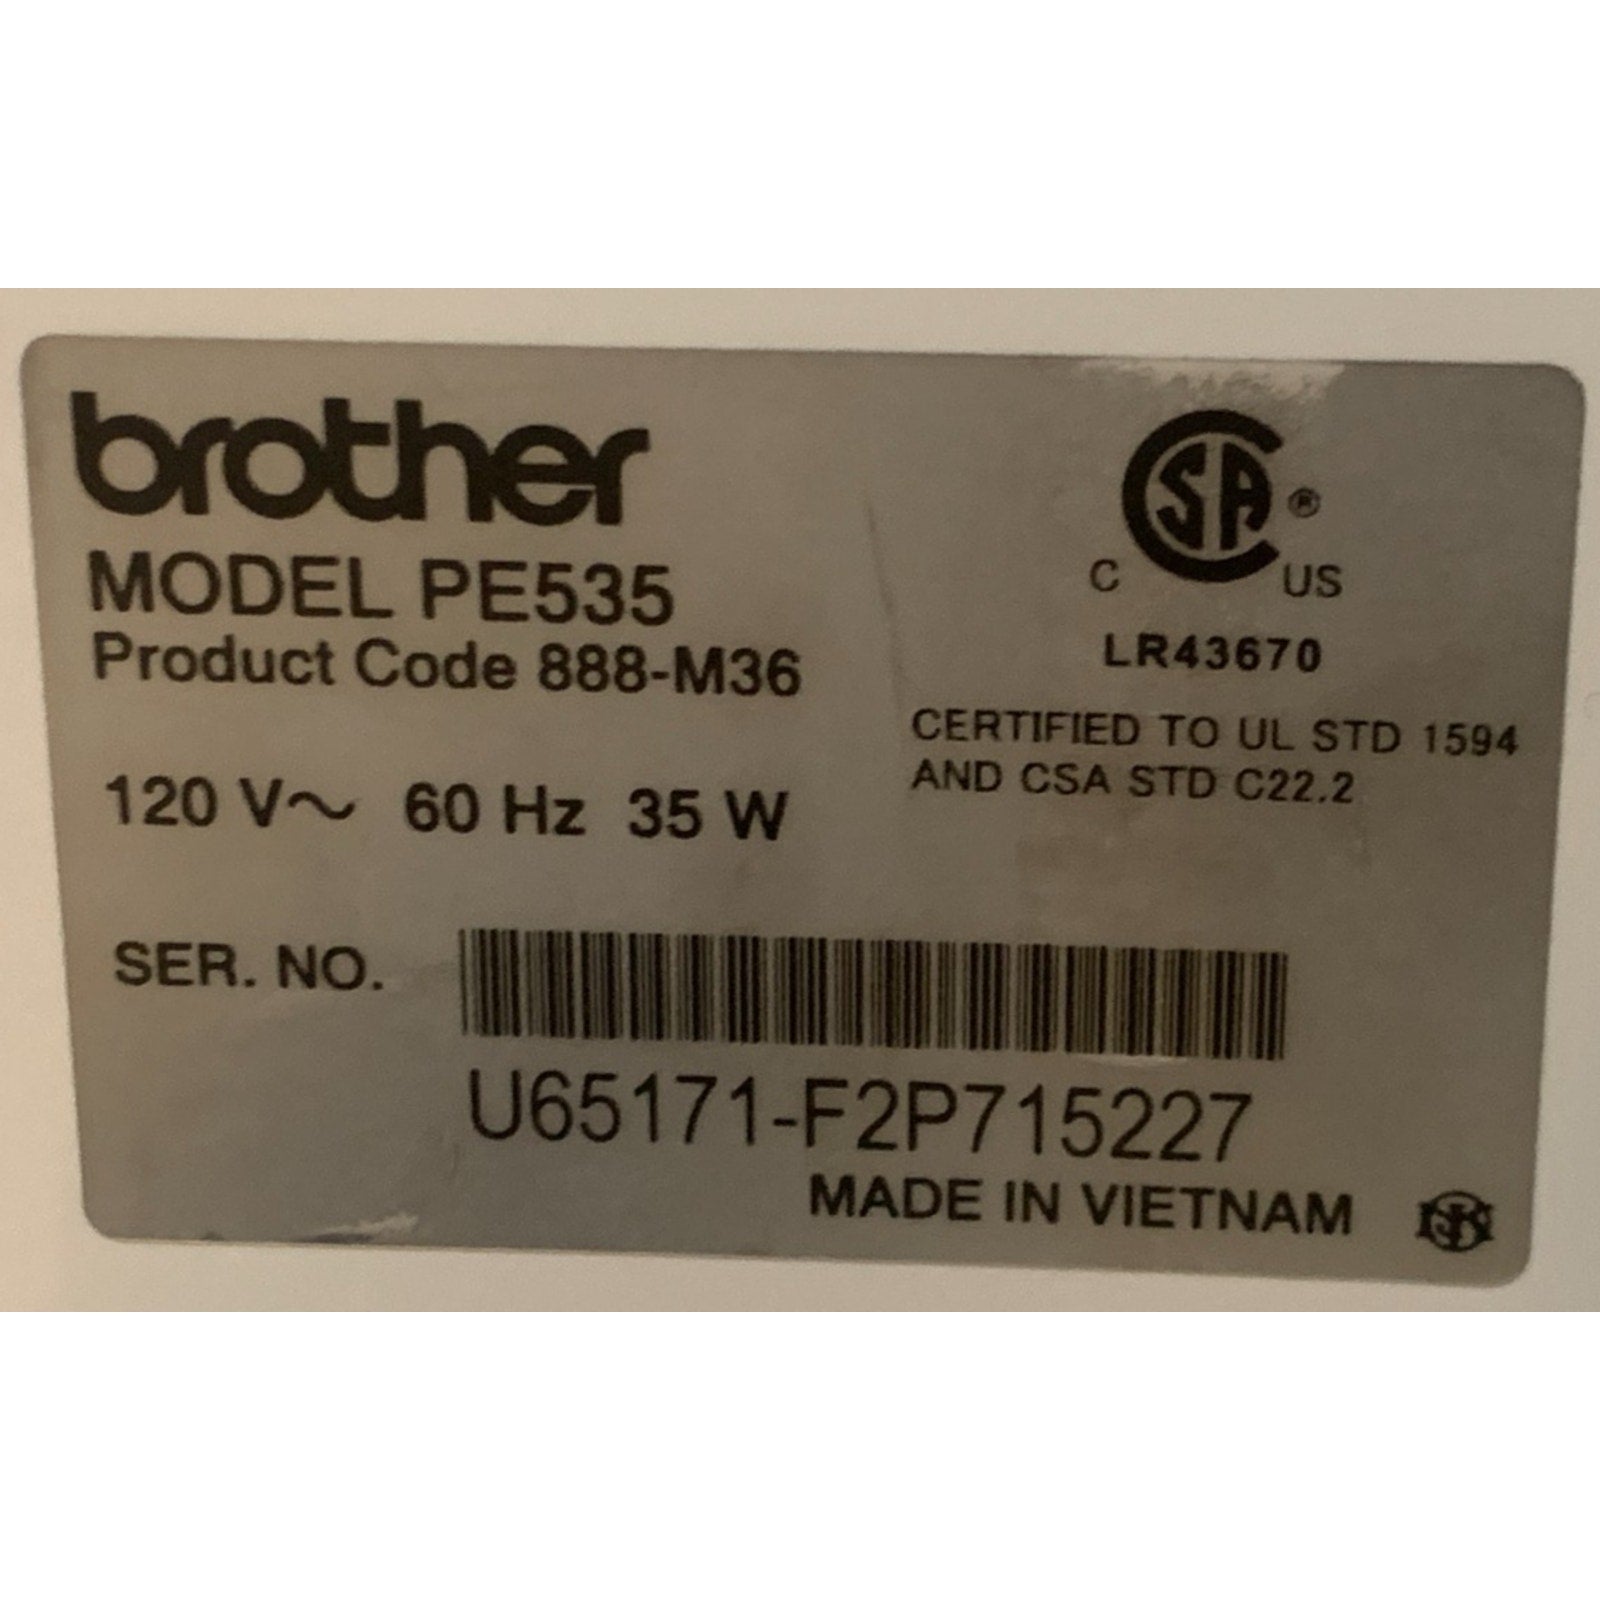 brother
MODEL PE535
Product Code 888-M36
120 V~ 60 Hz 35 W
SER. NO.
U65171-F2P715227
MADE IN VIETNAM
CSA®
C US
LR43670
CERTIFIED TO UL STD 1594
AND CSA STD C22.2